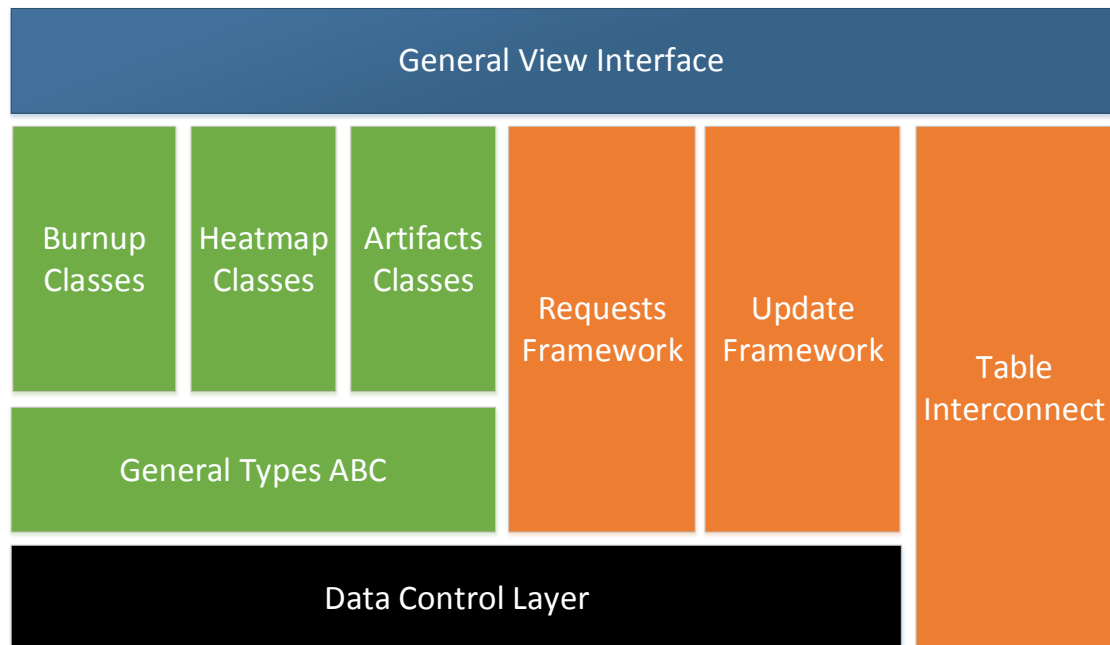 General View Interface
Burnup
Classes
Heatmap
Classes
Artifacts
Classes
Requests
Framework
Update
Framework
Table
Interconnect
General Types ABC
Data Control Layer